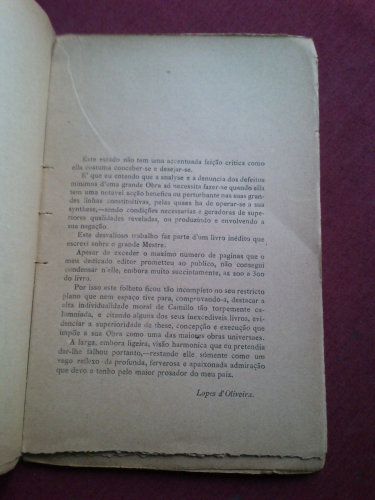 Este estudo não tem uma accentuada feição critica como
ella costuma conceber-se e desejar-se.
E' que eu entendo que a analyse e a denuncia dos defeitos
minimos d'uma grande Obra só necessita fazer-se quando ella
tem uma notavel acção benefica ou perturbante nas suas gran-
des linhas constitutivas, pelas quaes ha de operar-se a sua
synthese,—sendo condições necessarias e geradoras de supe-
riores qualidades reveladas, ou produzindo e envolvendo a
sua negação.
Este desvalioso trabalho faz parte d'um livro inédito que
escrevi sobre o grande Mestre.
Apesar de exceder o maximo numero de paginas que o
meu dedicado editor prometteu ao publico, não consegui
condensar n'elle, embora muito succintamente, as 200 a 300
do livro.
Por isso este folheto ficou tão incompleto no seu restricto
plano que nem espaço tive para, comprovando-a, destacar a
alta individualidade moral de Camillo tão torpemente ca-
lumniada, e citando alguns dos seus inexcediveis livros, evi-
denciar a superioridade de these, concepção e execução que
impõe a sua Obra como uma das maiores obras universaes.
A larga, embora ligeira, visão harmonica que eu pretendia
dar-lhe falhou portanto,—restando elle sómente como um
vago reflexo da profunda, fervorosa e apaixonada admiração
que devo e tenho pelo maior prosador do meu paiz.
Lopes d'Oliveira.